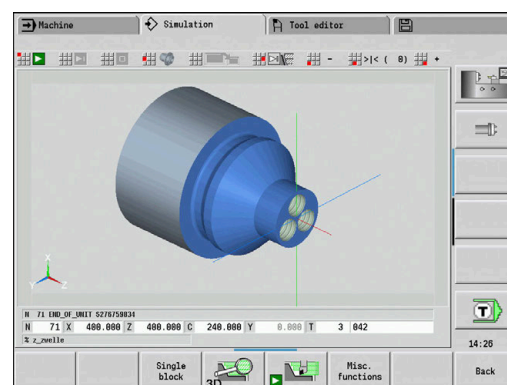 Machine Simulation Tool editor
- >|< ( 0) +
X
Y Z
N 71 END_OF_UNIT 5276759834
N 71 X 400.000 Z 400.000 C 240.000 Y 0.000 T 3 042
% z_zwelle
T
14:26
Single block 3D Misc. functions Back